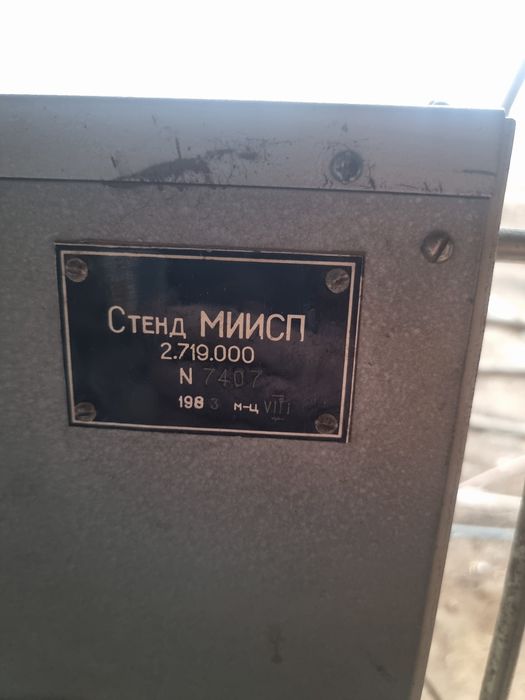 Стенд МИИСП
2.719.000
N 7407
1983 м-ц VIII